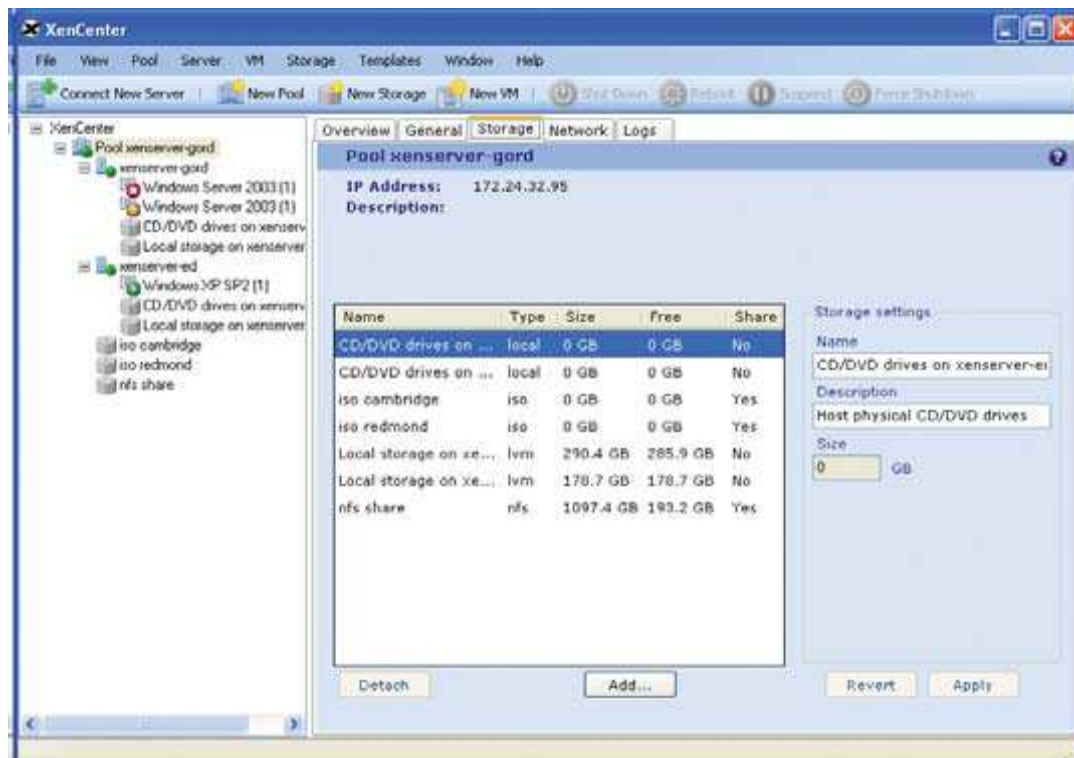 XenCenter
File View Pool Server VM Storage Templates Window Help
Connect New Server New Pool New Storage New VM Shut Down Reboot Suspend Force Shutdown
XenCenter
Pool xenserver-gord
xenserver-gord
Windows Server 2003 (1)
Windows Server 2003 (1)
CD/DVD drives on xenserv
Local storage on xenserver
xenserver-ed
Windows XP SP2 (1)
CD/DVD drives on xenserv
Local storage on xenserver
iso cambridge
iso redmond
nfs share
Overview General Storage Network Logs
Pool xenserver-gord
IP Address: 172.24.32.95
Description:
Name Type Size Free Share
CD/DVD drives on ... local 0 GB 0 GB No
CD/DVD drives on ... local 0 GB 0 GB No
iso cambridge iso 0 GB 0 GB Yes
iso redmond iso 0 GB 0 GB Yes
Local storage on xe... lvm 290.4 GB 285.9 GB No
Local storage on xe... lvm 178.7 GB 178.7 GB No
nfs share nfs 1097.4 GB 193.2 GB Yes
Detach Add...
Storage settings
Name
CD/DVD drives on xenserver-e
Description
Host physical CD/DVD drives
Size
0 GB
Revert Apply